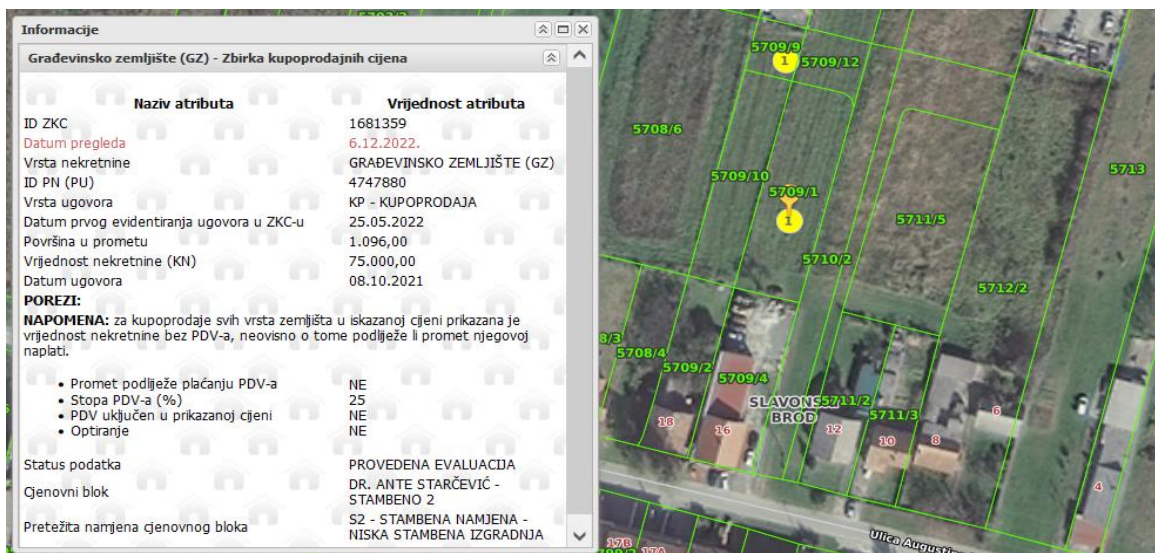 Informacije
Građevinsko zemljište (GZ) - Zbirka kupoprodajnih cijena
Naziv atributa Vrijednost atributa
ID ZKC 1681359
Datum pregleda 6.12.2022.
Vrsta nekretnine GRAĐEVINSKO ZEMLJIŠTE (GZ)
ID PN (PU) 4747880
Vrsta ugovora KP - KUPOPRODAJA
Datum prvog evidentiranja ugovora u ZKC-u 25.05.2022
Površina u prometu 1.096,00
Vrijednost nekretnine (KN) 75.000,00
Datum ugovora 08.10.2021
POREZI:
NAPOMENA: za kupoprodaje svih vrsta zemljišta u iskazanoj cijeni prikazana je
vrijednost nekretnine bez PDV-a, neovisno o tome podliježe li promet njegovoj
naplati.
• Promet podliježe plaćanju PDV-a NE
• Stopa PDV-a (%) 25
• PDV uključen u prikazanoj cijeni NE
• Optiranje NE
Status podatka PROVEDENA EVALUACIJA
Cjenovni blok DR. ANTE STARČEVIĆ -
STAMBENO 2
Pretežita namjena cjenovnog bloka S2 - STAMBENA NAMJENA -
NISKA STAMBENA IZGRADNJA
5709/9
1
5709/12
5708/6
5709/10
5713
5709/1
1
5711/5
5710/2
5712/2
5708/4
5709/2
5709/4
SLAVONSKI
BROD
5711/2
5711/3
18
16
12
10
8
6
4
17B
17A
Ulica